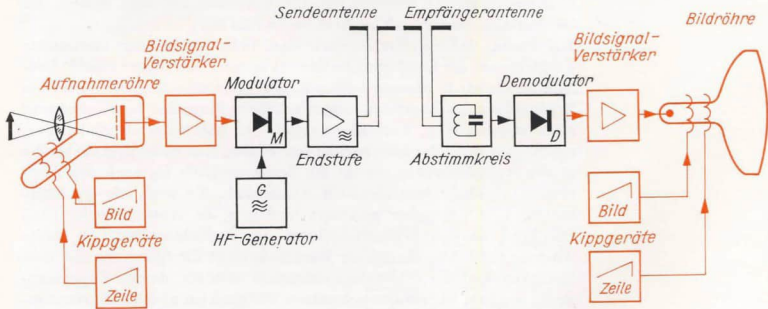 Sendeantenne
Empfängerantenne
Bildröhre
Bildsignal-
Verstärker
Bildsignal-
Verstärker
Aufnahmeröhre
Modulator
Demodulator
M
D
Endstufe
Abstimmkreis
G
HF-Generator
Bild
Kippgeräte
Zeile
Bild
Kippgeräte
Zeile